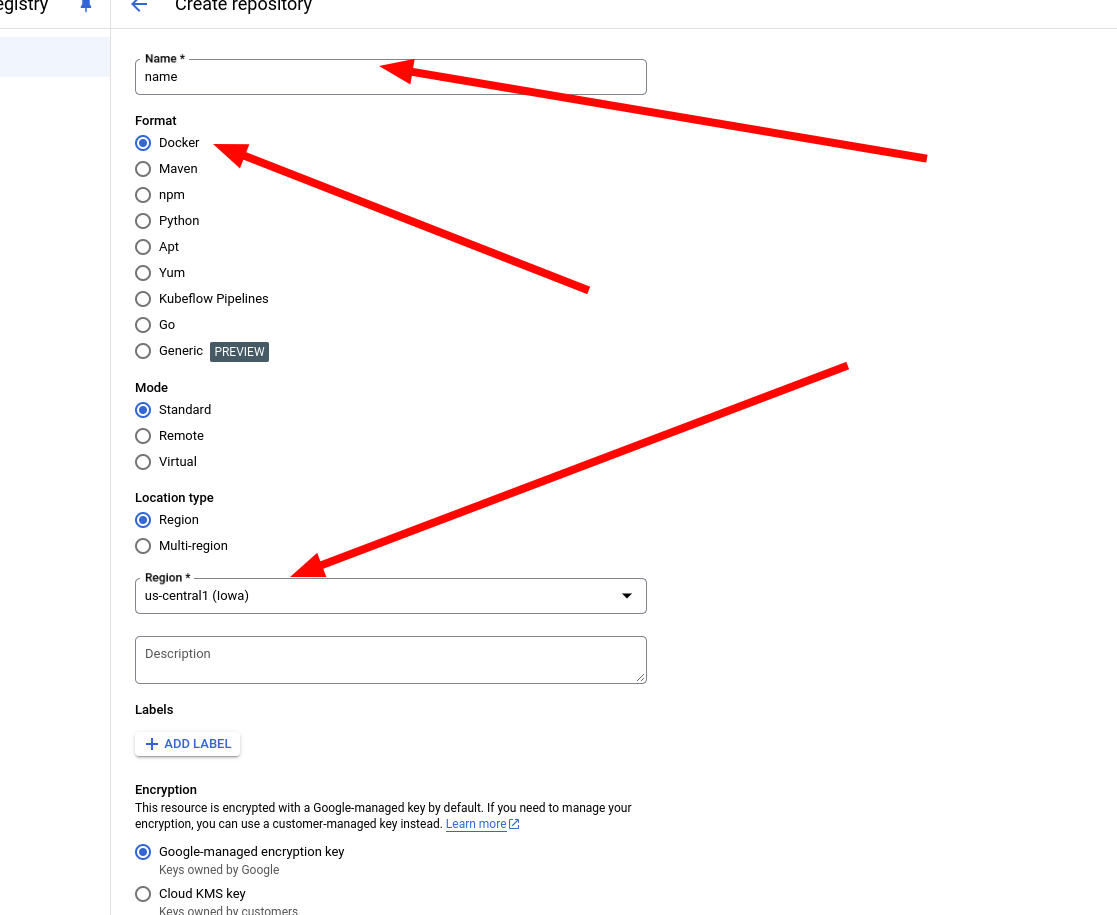 egistry
Create repository
Name *
name
Format
Docker
Maven
npm
Python
Apt
Yum
Kubeflow Pipelines
Go
Generic PREVIEW
Mode
Standard
Remote
Virtual
Location type
Region
Multi-region
Region *
us-central1 (Iowa)
Description
Labels
ADD LABEL
Encryption
This resource is encrypted with a Google-managed key by default. If you need to manage your
encryption, you can use a customer-managed key instead. Learn more
Google-managed encryption key
Keys owned by Google
Cloud KMS key
Keys owned by customers